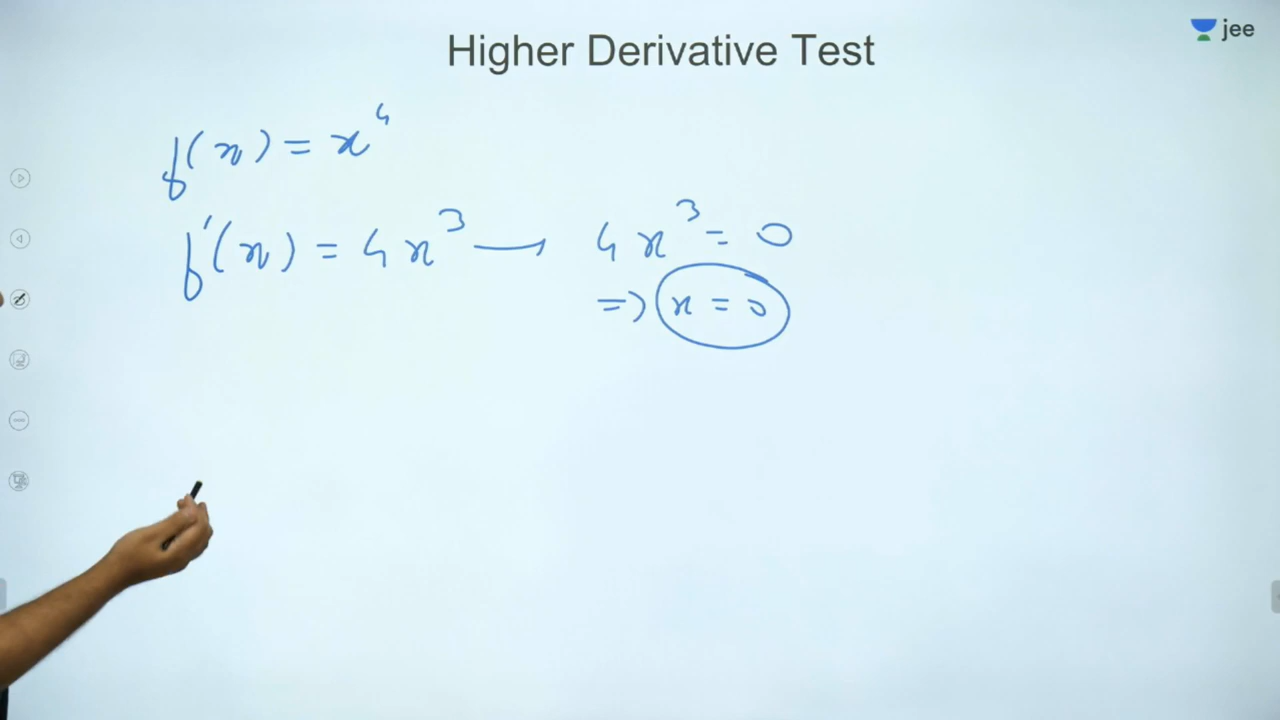 Higher Derivative Test
jee
f(x) = x⁴
f'(x) = 4x³ → 4x³ = 0
⇒ x = 0